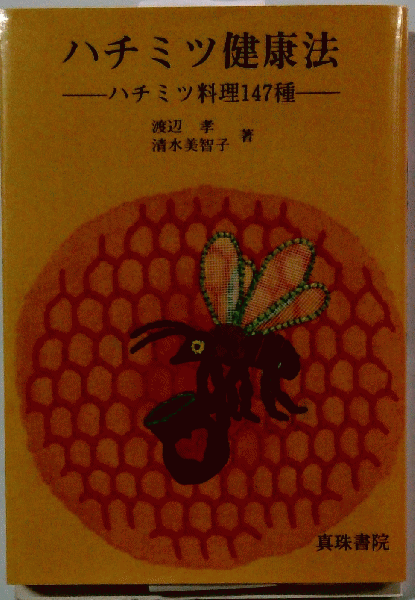 ハチミツ健康法
―ハチミツ料理147種―
渡辺 孝
清水美智子 著
真珠書院